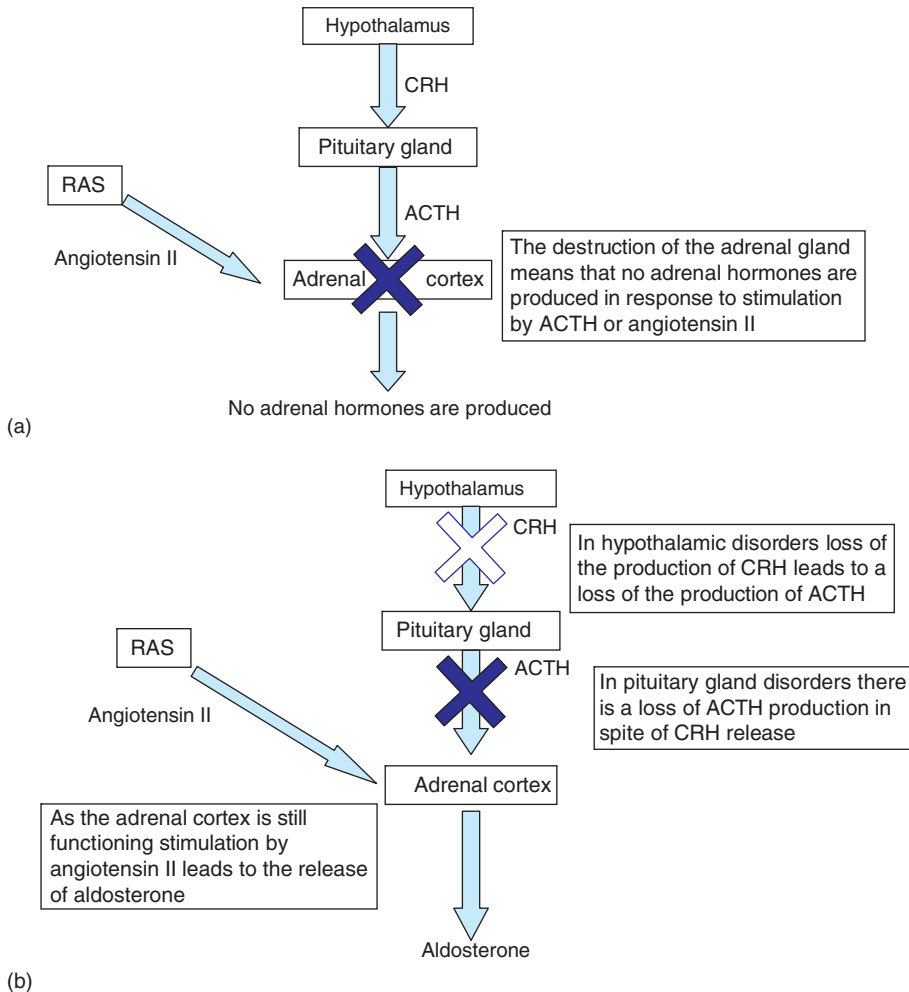 Hypothalamus
CRH
Pituitary gland
RAS
ACTH
Angiotensin II
Adrenal cortex
The destruction of the adrenal gland
means that no adrenal hormones are
produced in response to stimulation
by ACTH or angiotensin II
No adrenal hormones are produced
(a)
Hypothalamus
CRH
In hypothalamic disorders loss of
the production of CRH leads to a
loss of the production of ACTH
Pituitary gland
RAS
ACTH
Angiotensin II
In pituitary gland disorders there
is a loss of ACTH production in
spite of CRH release
Adrenal cortex
As the adrenal cortex is still
functioning stimulation by
angiotensin II leads to the release
of aldosterone
Aldosterone
(b)